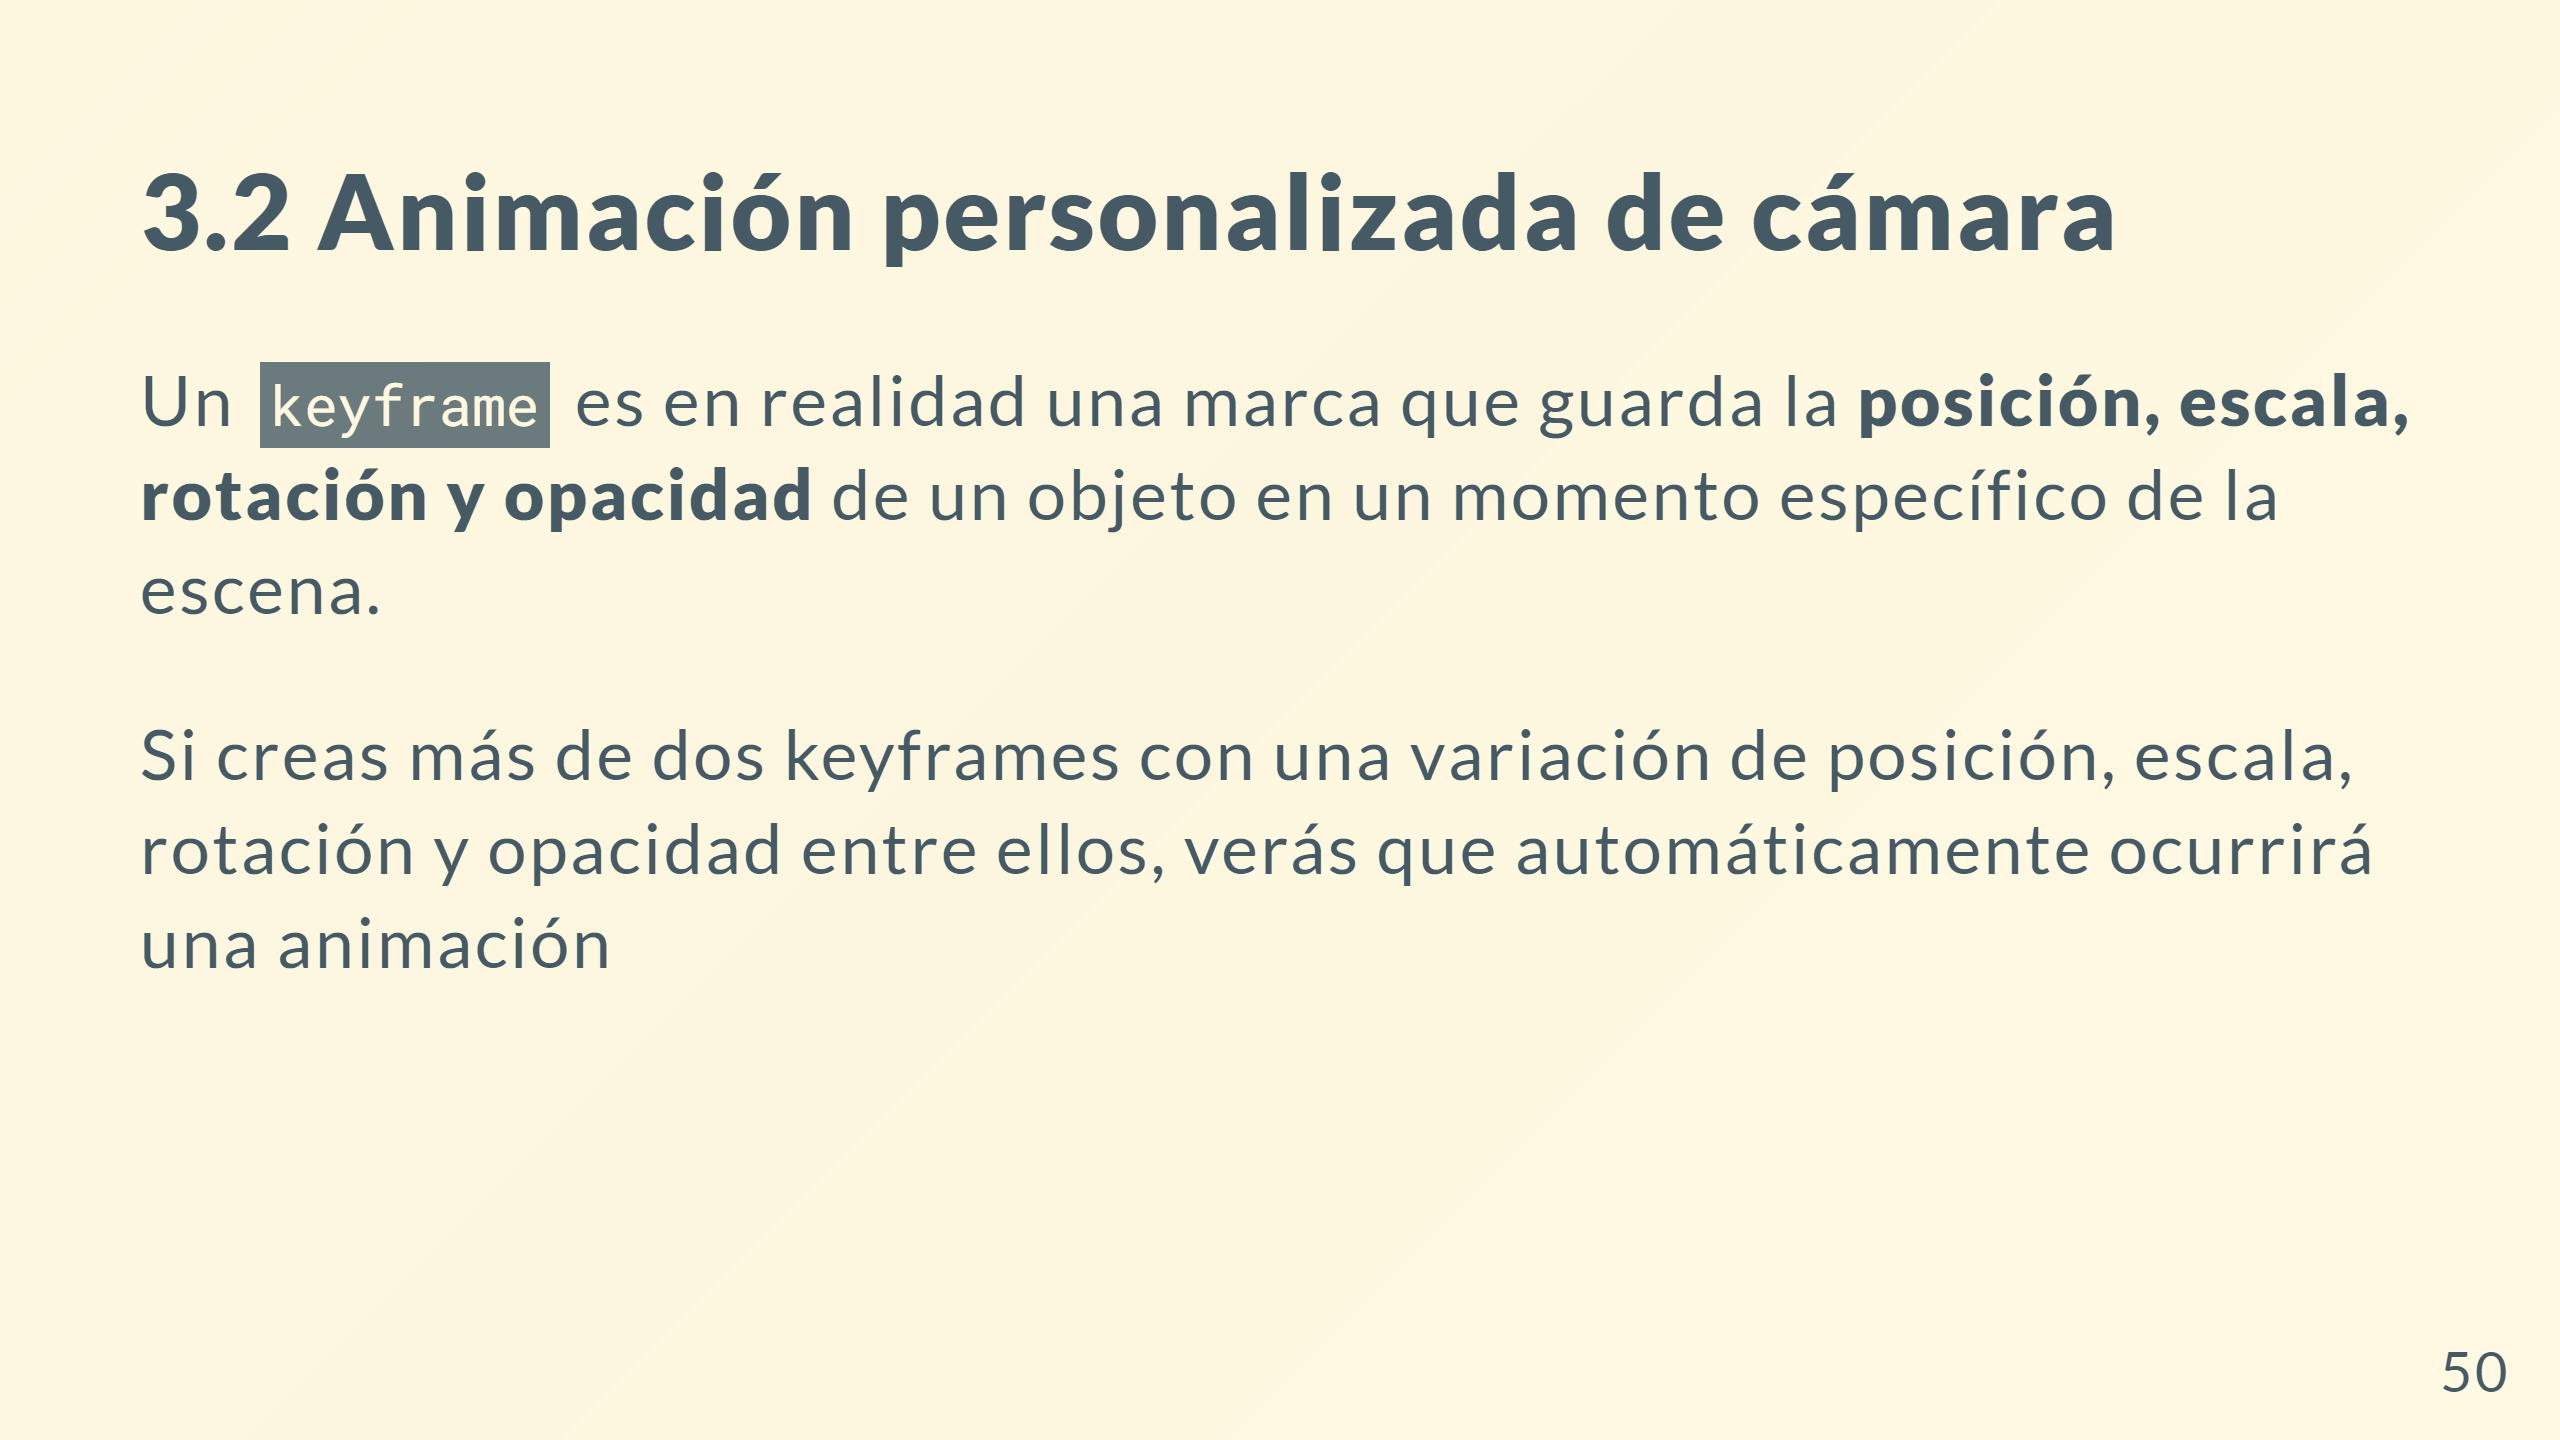 3.2 Animación personalizada de cámara
Un keyframe es en realidad una marca que guarda la posición, escala,
rotación y opacidad de un objeto en un momento específico de la
escena.
Si creas más de dos keyframes con una variación de posición, escala,
rotación y opacidad entre ellos, verás que automáticamente ocurrirá
una animación
50